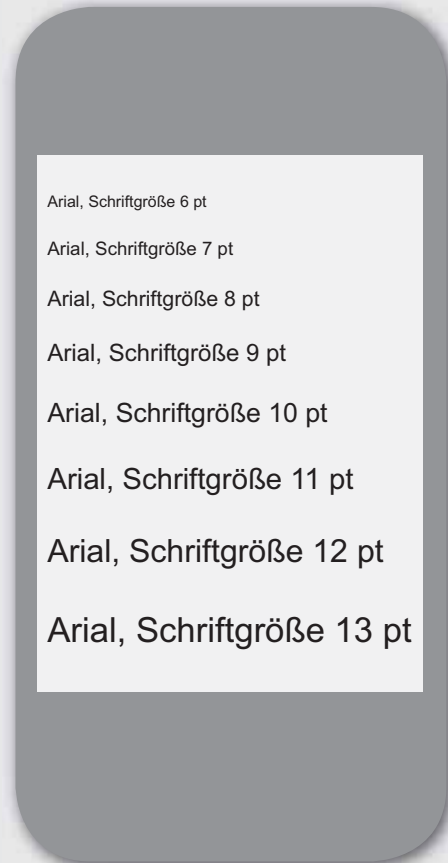 Arial, Schriftgröße 6 pt
Arial, Schriftgröße 7 pt
Arial, Schriftgröße 8 pt
Arial, Schriftgröße 9 pt
Arial, Schriftgröße 10 pt
Arial, Schriftgröße 11 pt
Arial, Schriftgröße 12 pt
Arial, Schriftgröße 13 pt